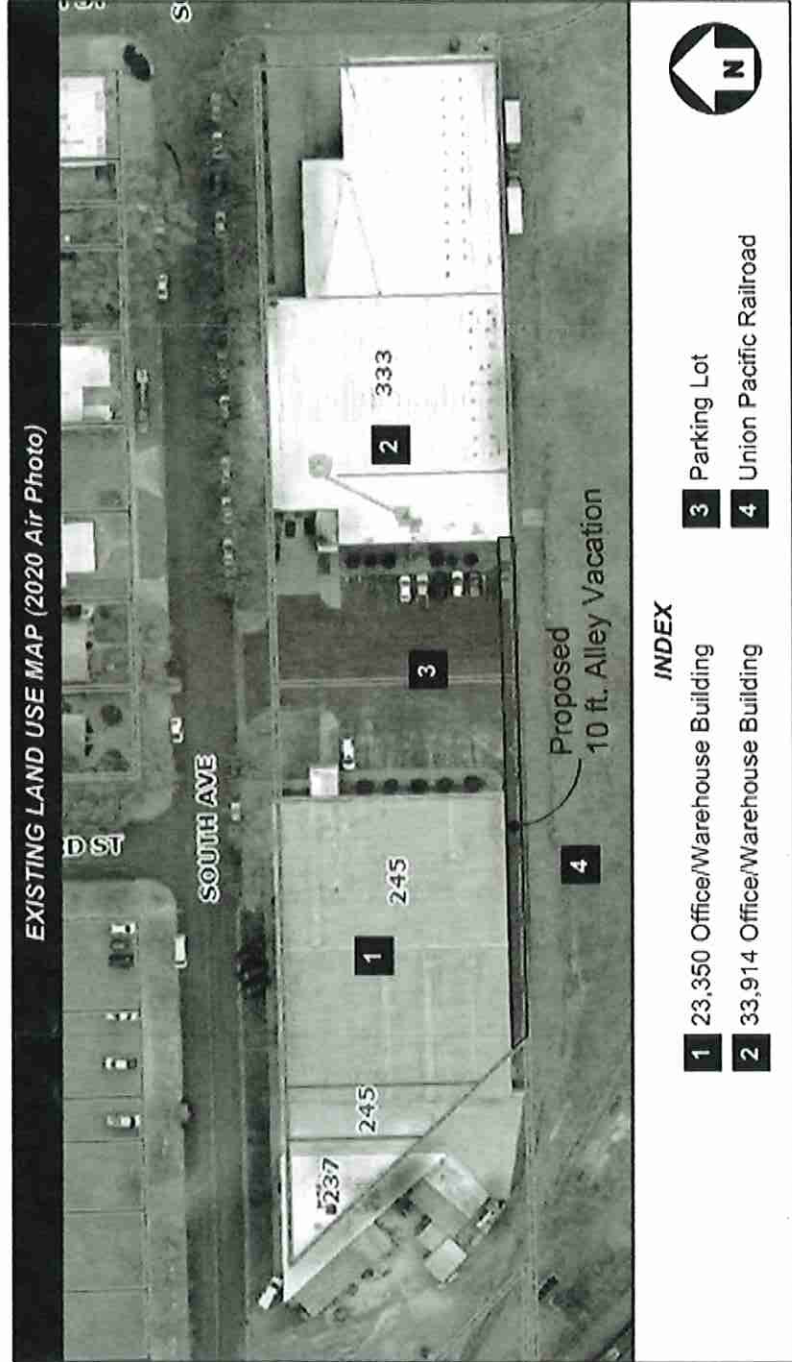 EXISTING LAND USE MAP (2020 Air Photo)
D ST
SOUTH AVE
333
2
3
245
1
245
237
Proposed
10 ft. Alley Vacation
4
INDEX
1 23,350 Office/Warehouse Building
2 33,914 Office/Warehouse Building
3 Parking Lot
4 Union Pacific Railroad
N